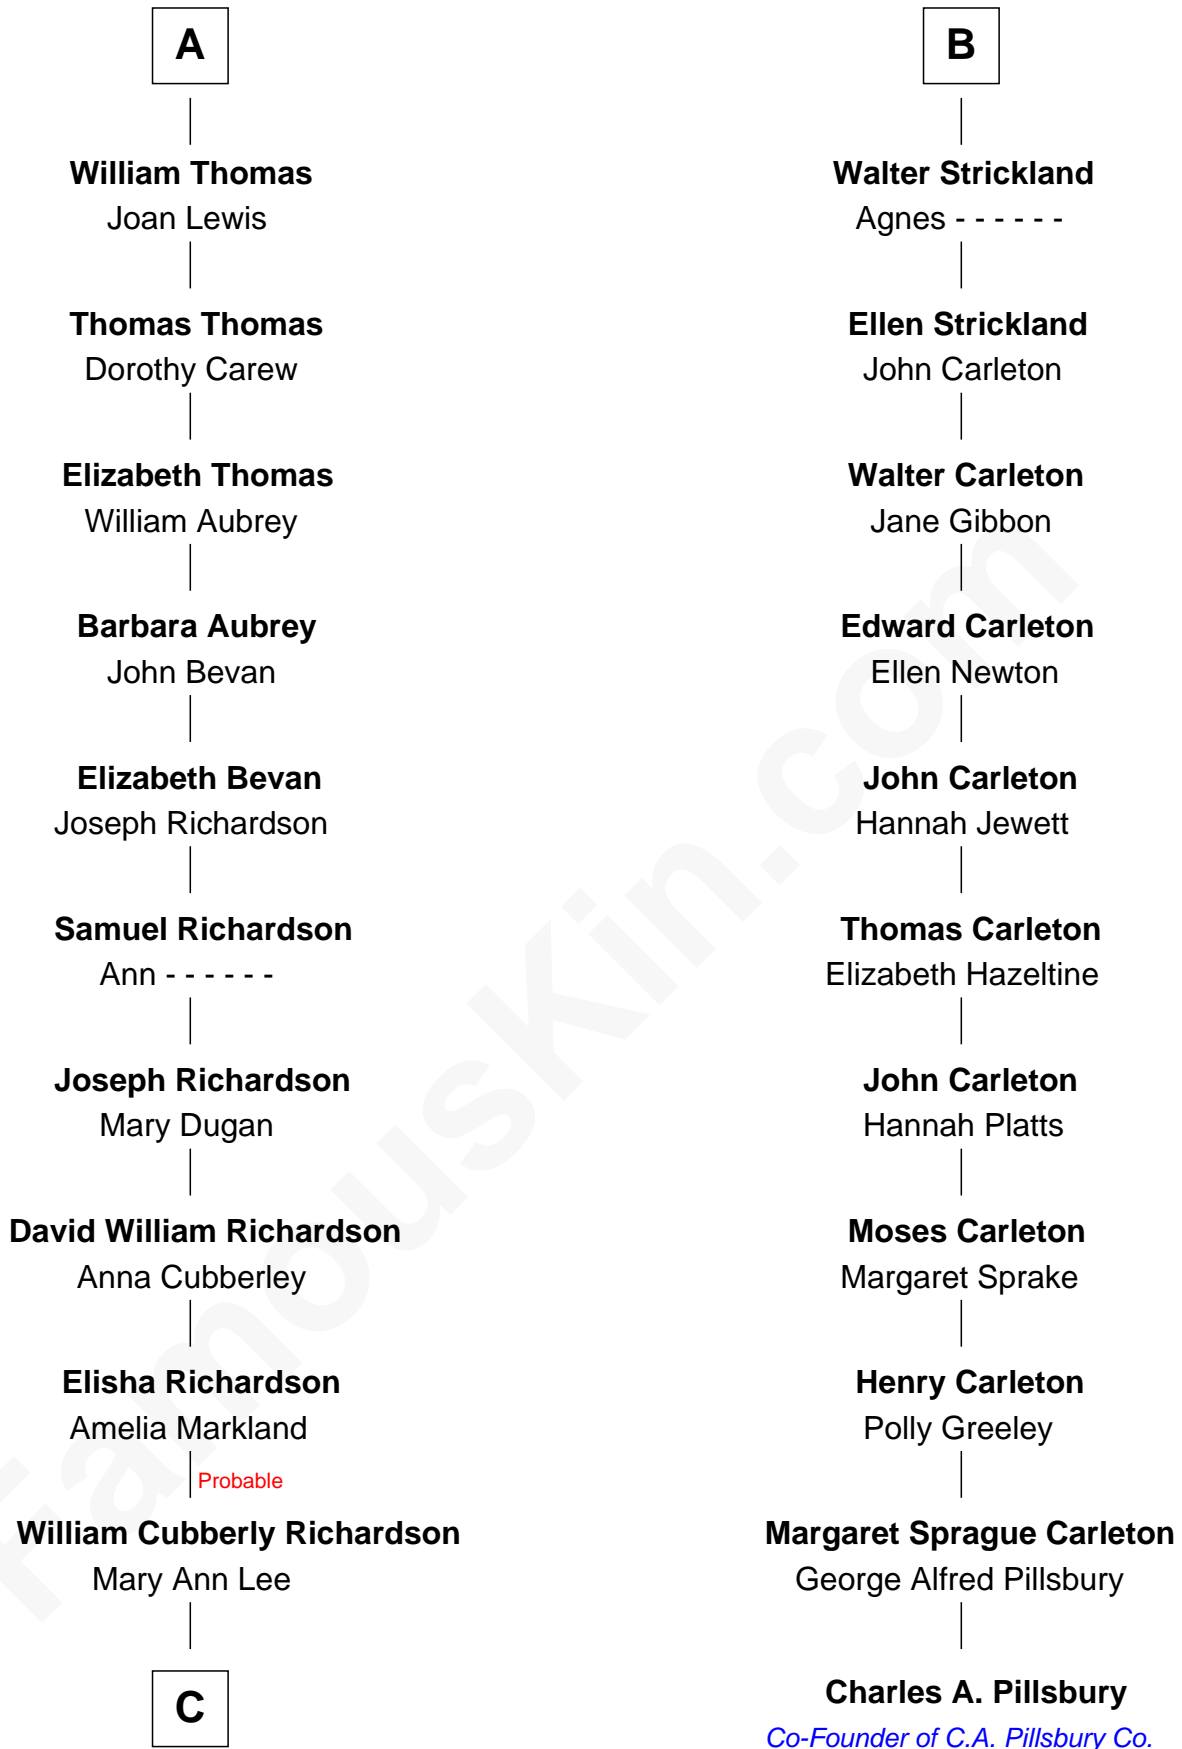 A
William Thomas
Joan Lewis
Thomas Thomas
Dorothy Carew
Elizabeth Thomas
William Aubrey
Barbara Aubrey
John Bevan
Elizabeth Bevan
Joseph Richardson
Samuel Richardson
Ann - - - - - -
Joseph Richardson
Mary Dugan
David William Richardson
Anna Cubberley
Elisha Richardson
Amelia Markland
Probable
William Cubberly Richardson
Mary Ann Lee
C
B
Walter Strickland
Agnes - - - - - -
Ellen Strickland
John Carleton
Walter Carleton
Jane Gibbon
Edward Carleton
Ellen Newton
John Carleton
Hannah Jewett
Thomas Carleton
Elizabeth Hazeltine
John Carleton
Hannah Platts
Moses Carleton
Margaret Sprake
Henry Carleton
Polly Greeley
Margaret Sprague Carleton
George Alfred Pillsbury
Charles A. Pillsbury
Co-Founder of C.A. Pillsbury Co.
FamousKin.com